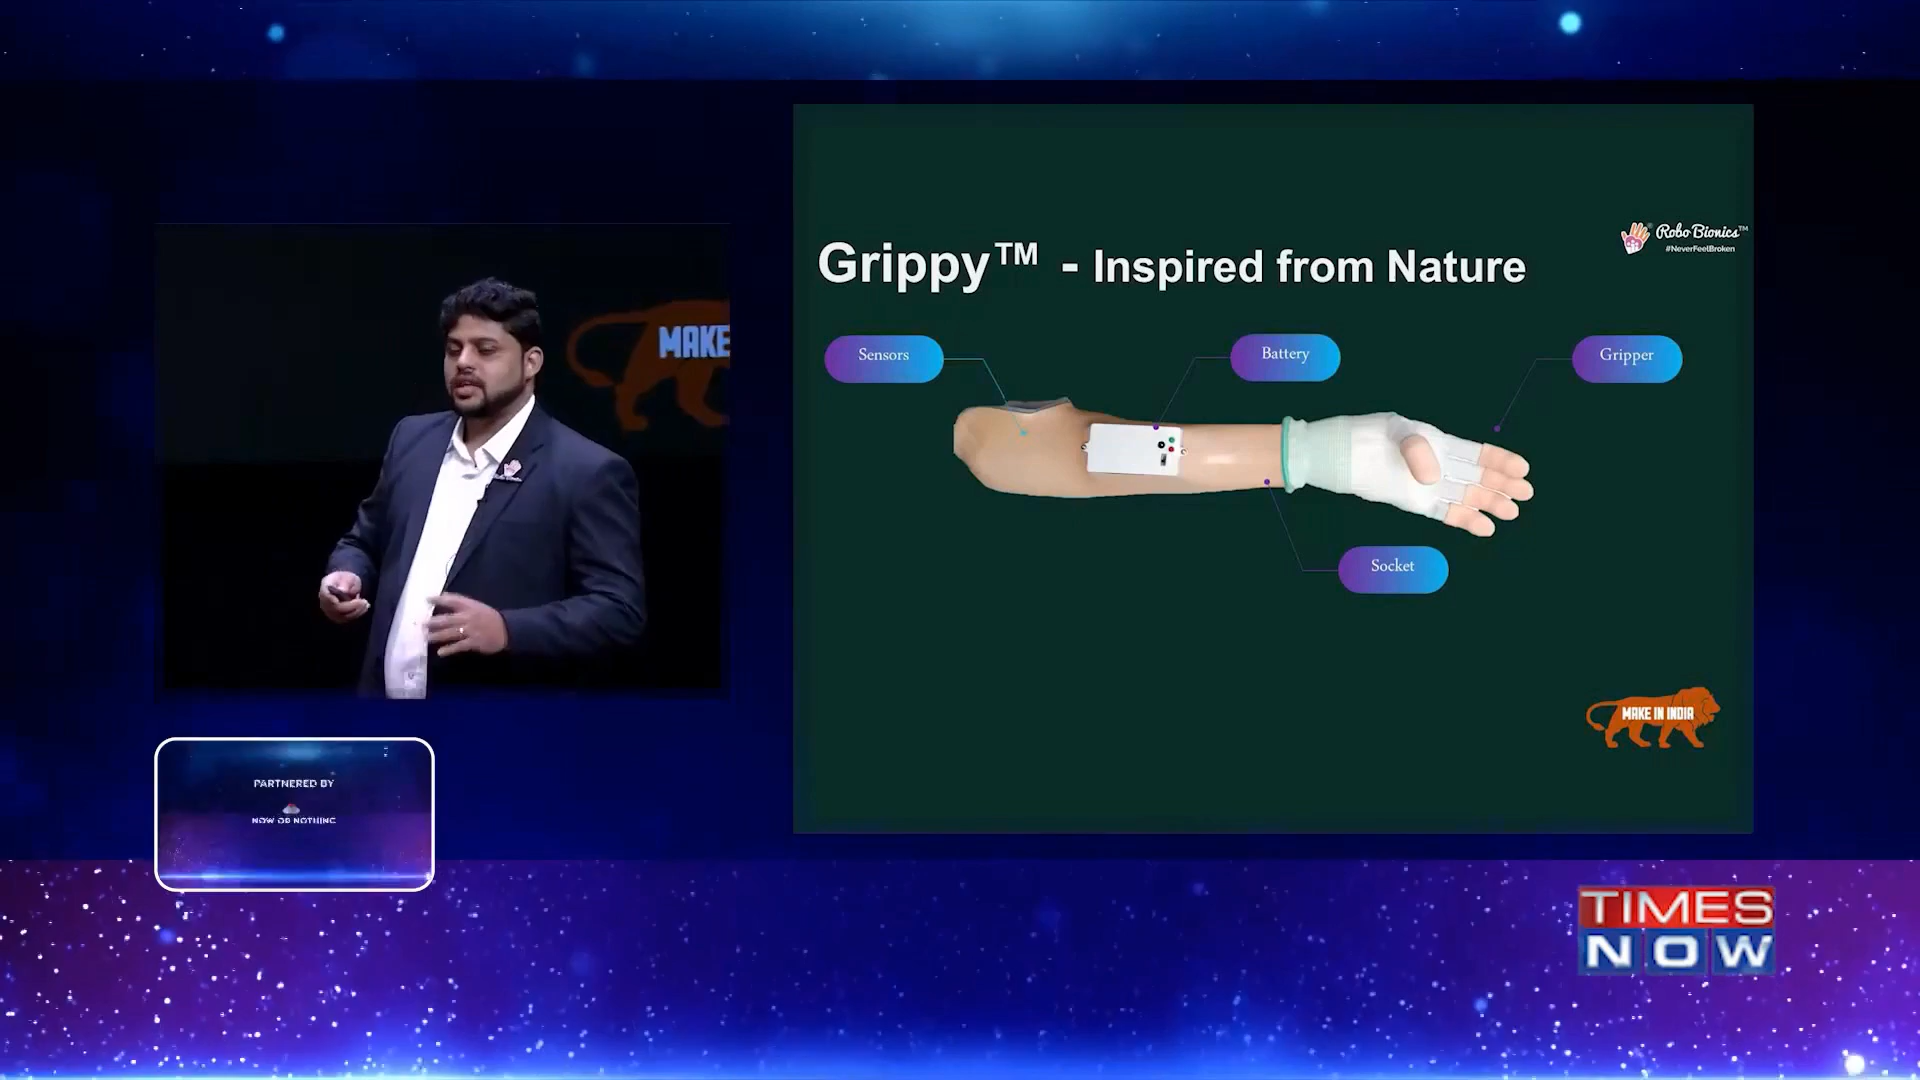 MAKE
PARTNERED BY
NOW OR NOTHING
Robo Bionics™
#NeverFeelBroken
Grippy™ - Inspired from Nature
Sensors
Battery
Gripper
Socket
MAKE IN INDIA
TIMES
NOW